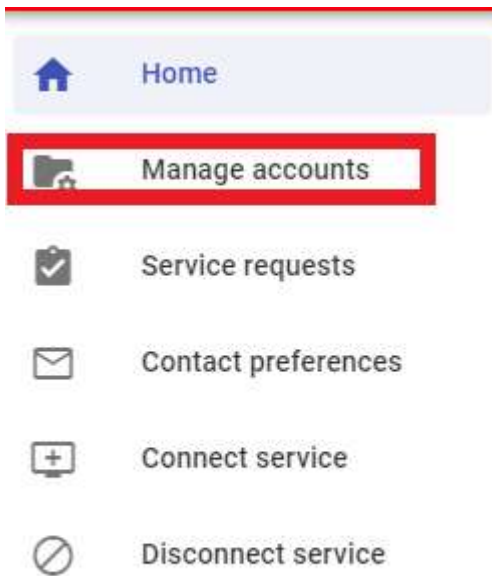 Home
Manage accounts
Service requests
Contact preferences
Connect service
Disconnect service